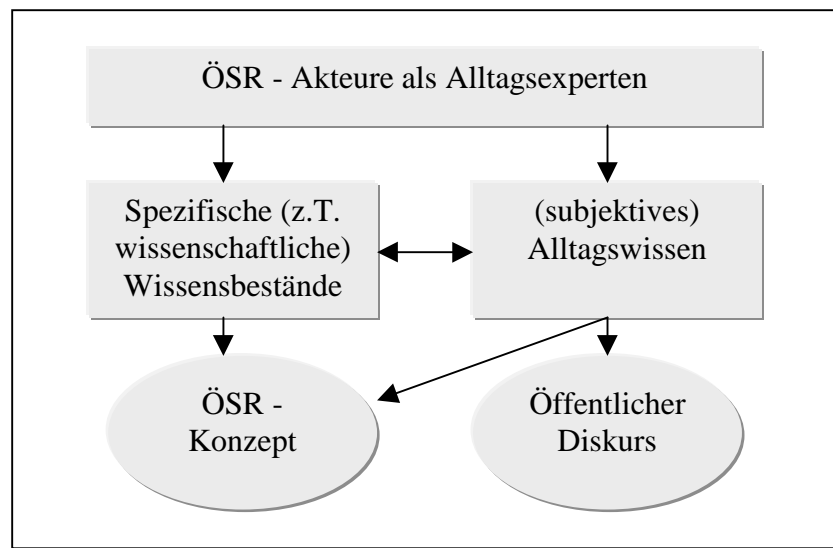 ÖSR - Akteure als Alltagsexperten
Spezifische (z.T.
wissenschaftliche)
Wissensbestände
(subjektives)
Alltagswissen
ÖSR -
Konzept
Öffentlicher
Diskurs